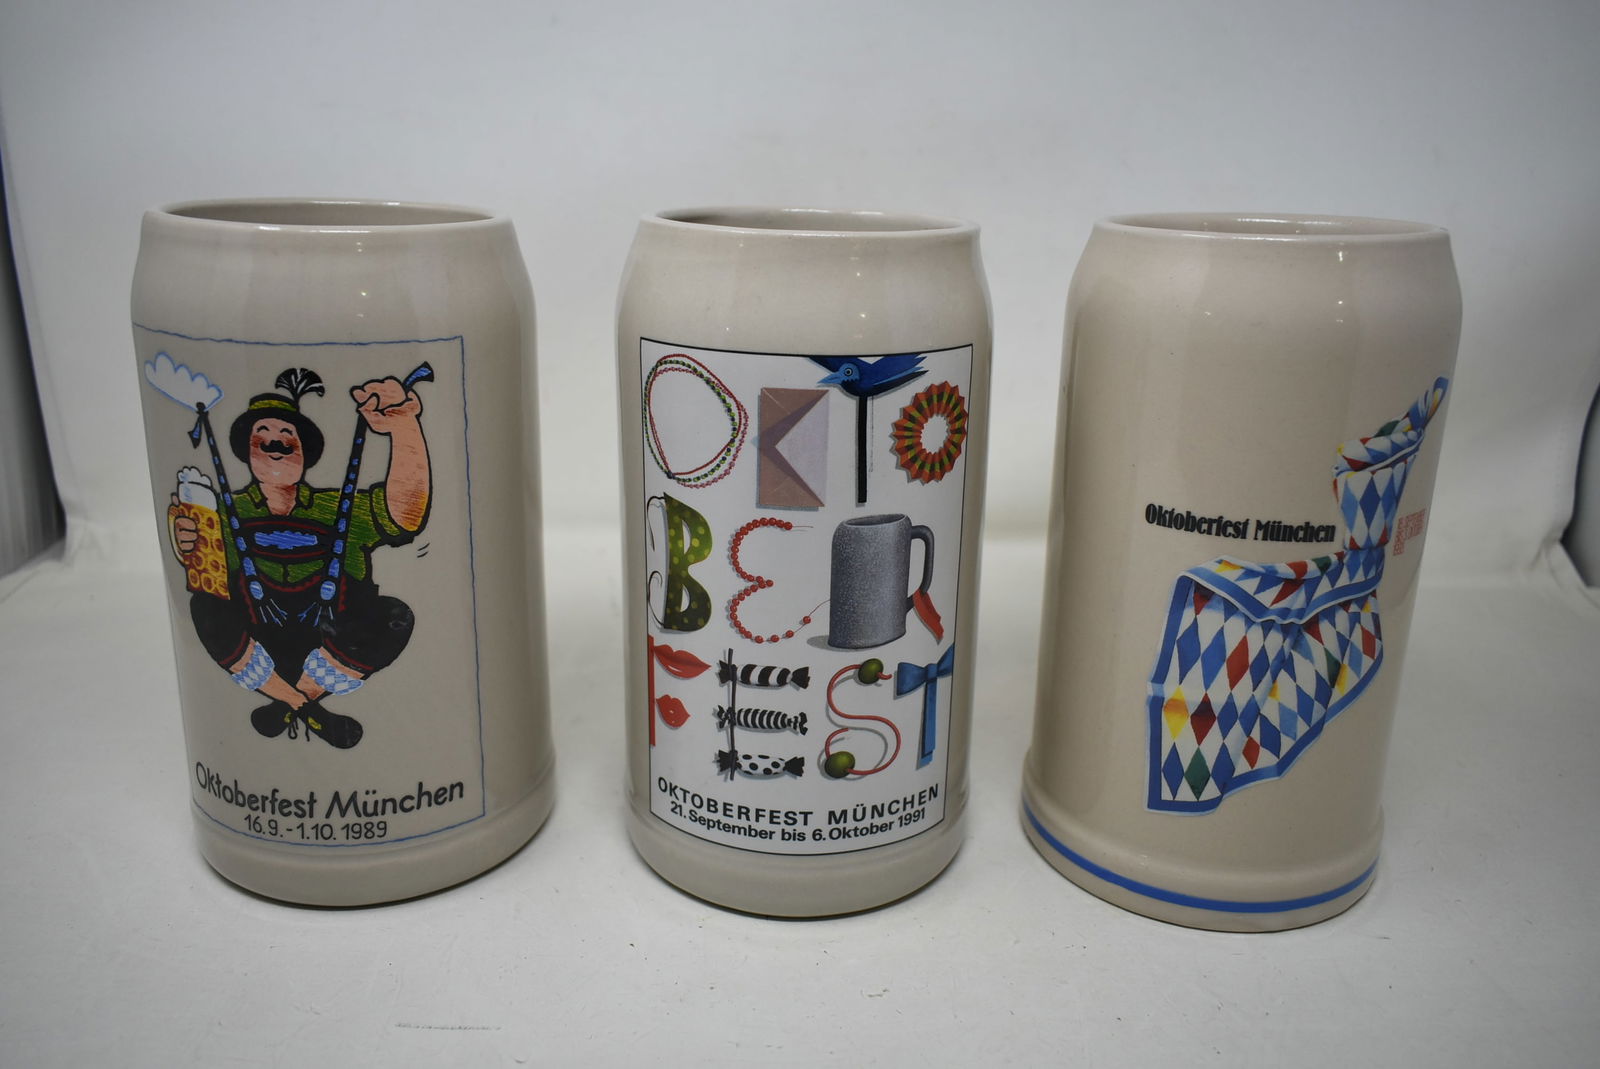 Oktoberfest München
16.9.-1.10.1989
OKTO
BER
FEST
OKTOBERFEST MÜNCHEN
21. September bis 6. Oktober 1991
Oktoberfest München